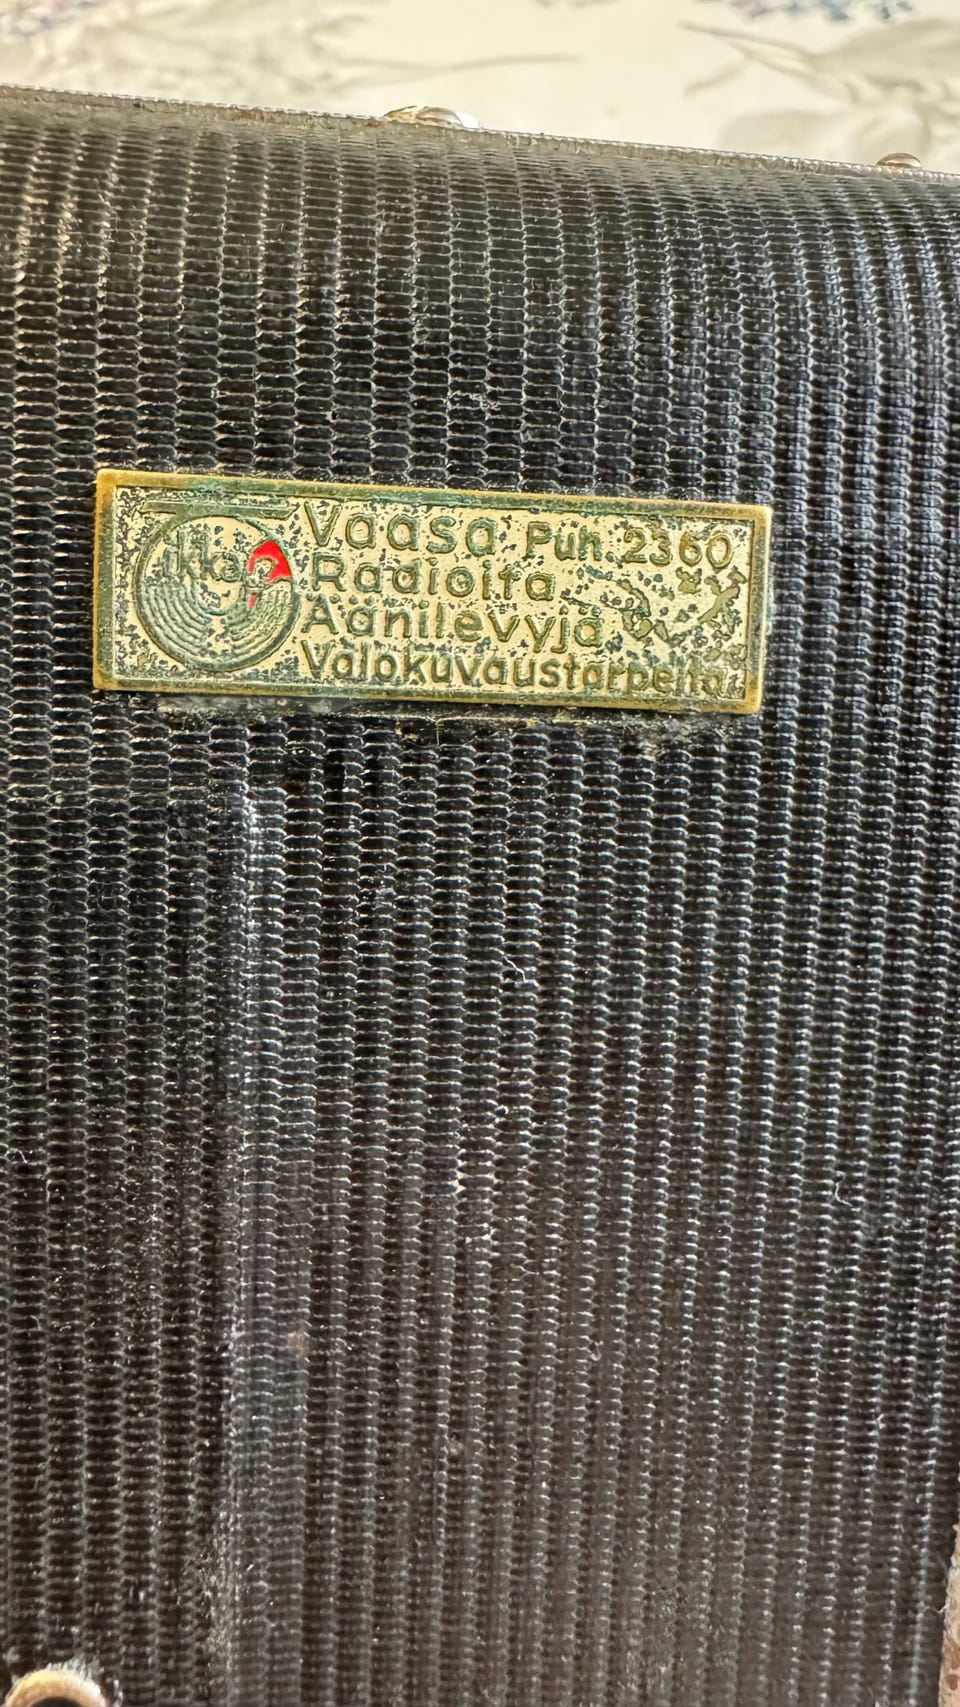 Vaasa Puh. 2360
Radioita
Äänilevyjä
Valokuvaustarpeita